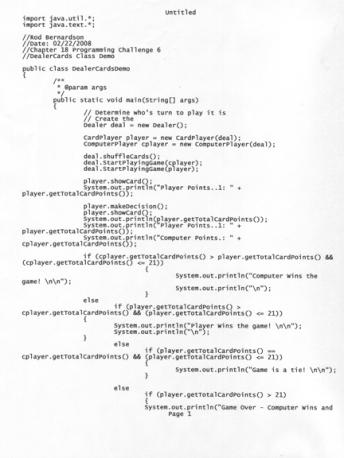 Untitled
import java.util.*;
import java.text.*;
//Rod Bernardson
//Date: 02/22/2008
//Chapter 18 Programming Challenge 6
//DealerCards Class Demo
public class DealCardsDemo
{
/**
* @param args
*/
public static void main(String[] args)
{
// Determine who's turn to play it is
// Create the
Dealer deal = new Dealer();
CardPlayer player = new CardPlayer(deal);
ComputerPlayer cplayer = new ComputerPlayer(deal);
deal.shuffleCards();
deal.StartPlayingGame(cplayer);
deal.StartPlayingGame(player);
player.showCard();
System.out.println("Player Points..1: " +
player.getTotalCardPoints());
player.makeDecision();
player.showCard();
System.out.println(player.getTotalCardPoints());
System.out.println("Player Points..1: " +
player.getTotalCardPoints());
System.out.println("Computer Points.: " +
cplayer.getTotalCardPoints());
if (cplayer.getTotalCardPoints() > player.getTotalCardPoints() &&
(cplayer.getTotalCardPoints() <= 21))
{
System.out.println("Computer Wins the
game! \n\n");
System.out.println("\n");
}
else
if (player.getTotalCardPoints() >
cplayer.getTotalCardPoints() && (player.getTotalCardPoints() <= 21))
{
System.out.println("Player Wins the game! \n\n");
System.out.println("\n");
}
else
if (player.getTotalCardPoints() ==
cplayer.getTotalCardPoints() && (player.getTotalCardPoints() <= 21))
{
System.out.println("Game is a tie! \n\n");
}
else
if (player.getTotalCardPoints() > 21)
{
System.out.println("Game Over - Computer Wins and
Page 1